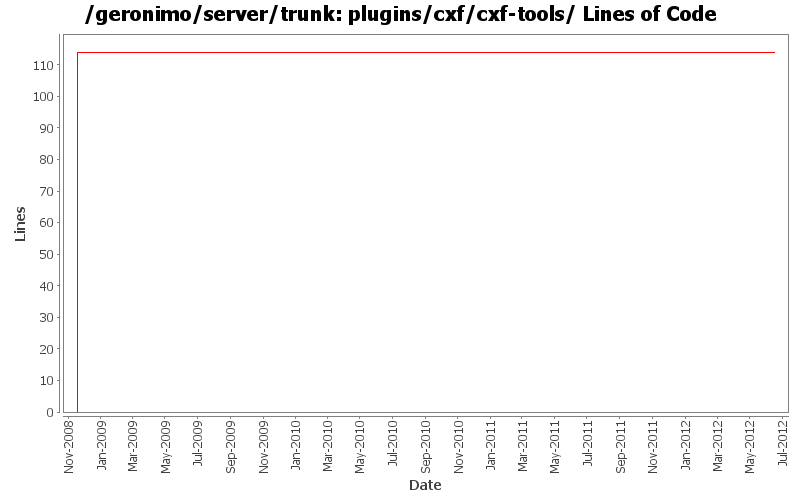 /geronimo/server/trunk: plugins/cxf/cxf-tools/ Lines of Code
Lines
110
100
90
80
70
60
50
40
30
20
10
0
Nov-2008
Jan-2009
Mar-2009
May-2009
Jul-2009
Sep-2009
Nov-2009
Jan-2010
Mar-2010
May-2010
Jul-2010
Sep-2010
Nov-2010
Jan-2011
Mar-2011
May-2011
Jul-2011
Sep-2011
Nov-2011
Jan-2012
Mar-2012
May-2012
Jul-2012
Date